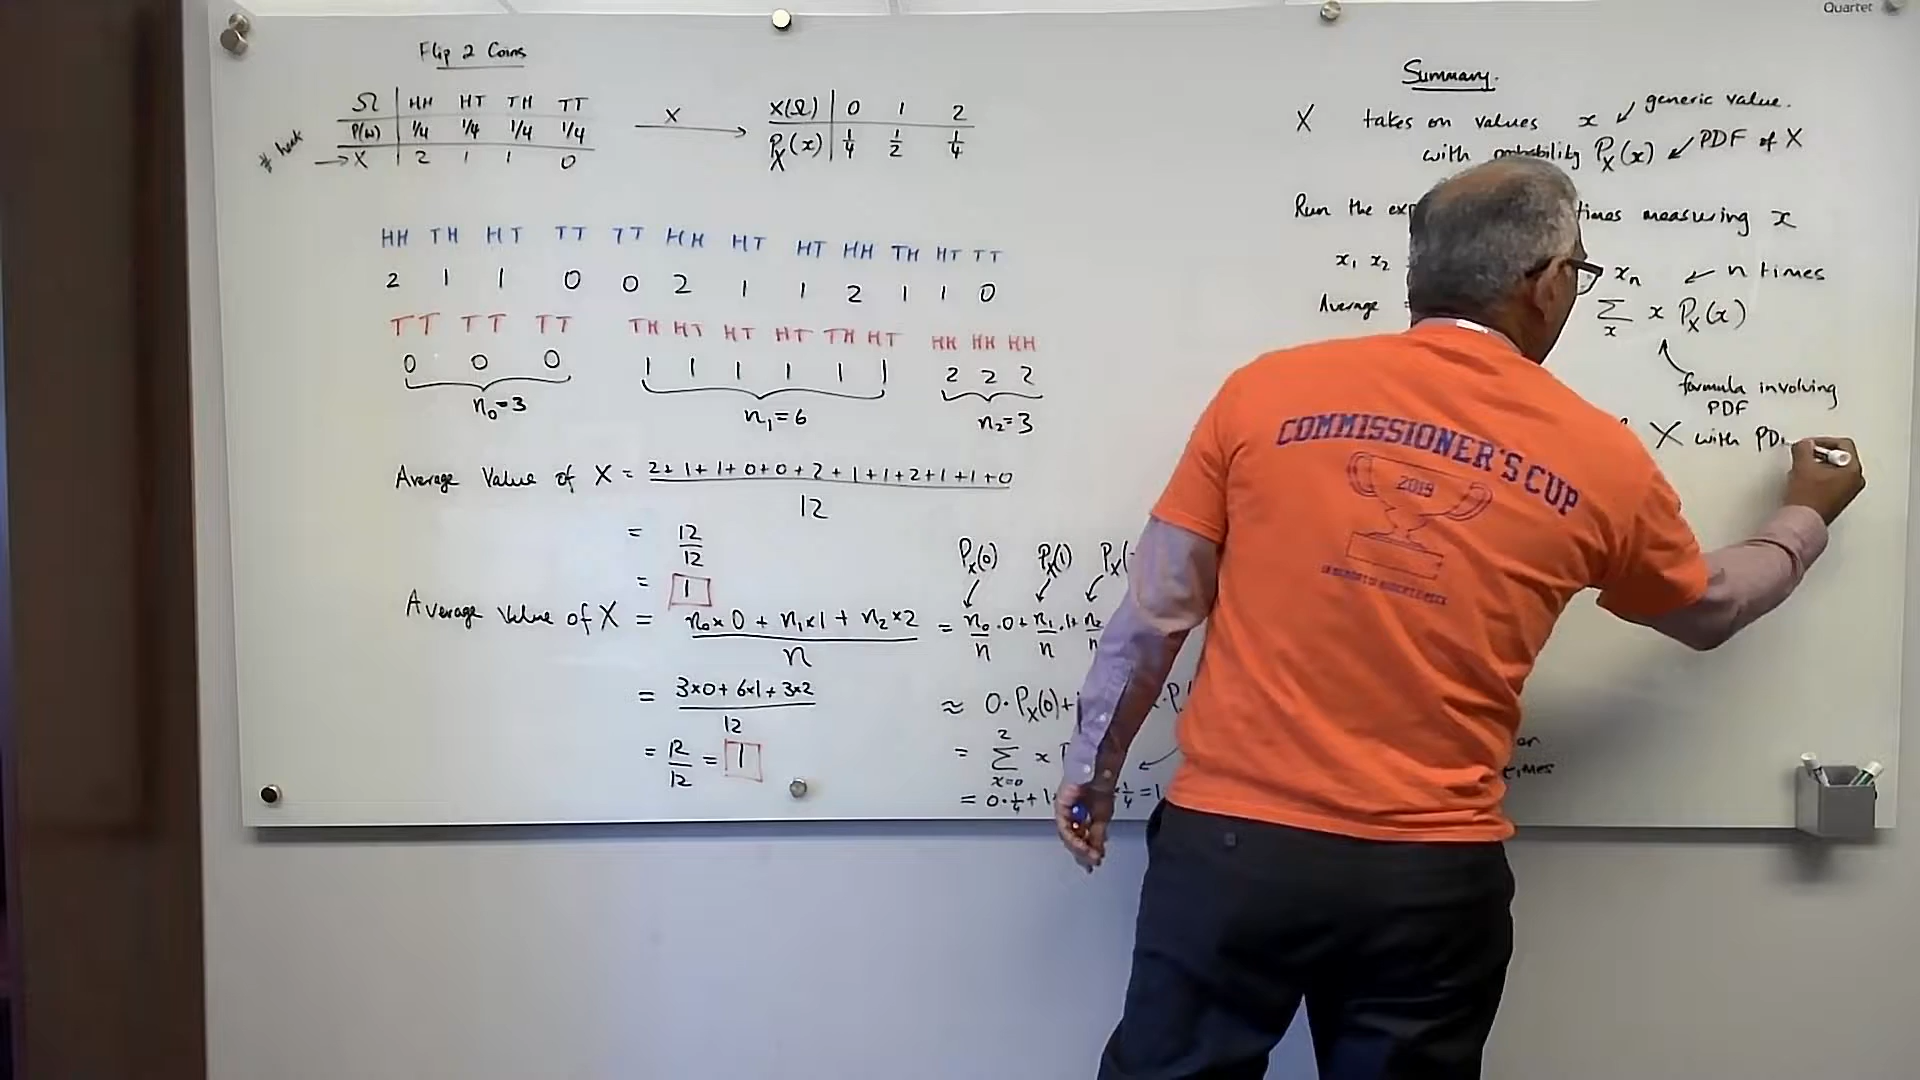 Quartet
Flip 2 Coins
Ω HH HT TH TT
P(ω) 1/4 1/4 1/4 1/4
→ X 2 1 1 0
X
X(Ω) 0 1 2
P_X(x) 1/4 1/2 1/4
HH TH HT TT TT HH HT HT HH TH HT TT
2 1 1 0 0 2 1 1 2 1 1 0
TT TT TT TH HT HT HT TH HT HH HH HH
0 0 0 1 1 1 1 1 1 2 2 2
n₀=3 n₁=6 n₂=3
Average Value of X = 2+1+1+0+0+2+1+1+2+1+1+0
12
= 12/12
= 1
Average Value of X = n₀×0 + n₁×1 + n₂×2
n
= 3×0+6×1+3×2
12
= 12/12 = 1
P_X(0) P_X(1) P_X(
= n₀/n ·0 + n₁/n ·1 + n₂/n
≈ 0·P_X(0)+
= 2 Σ x=0 x
= 0·1/4+1 ·1/4 =1
Summary.
X takes on values x ↙ generic value.
with probability P_X(x) ↙ PDF of X
Run the times measuring x
x₁ x₂ xₙ ← n times
Average Σ x x P_X(x)
formula involving
PDF
X with
times
COMMISSIONER'S CUP
2019